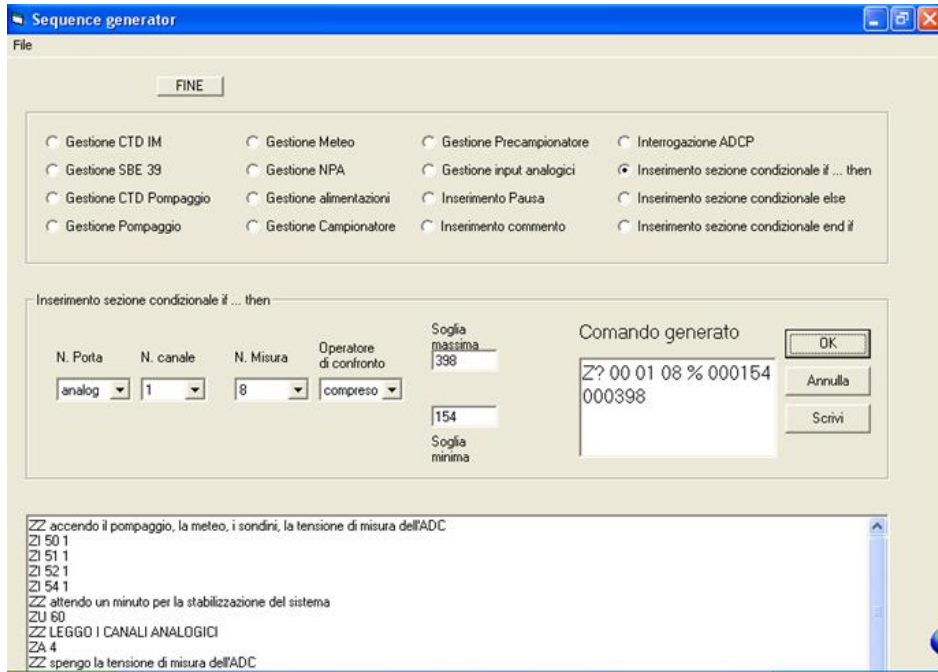 Sequence generator
File
FINE
Gestione CTD IM
Gestione Meteo
Gestione Precampionatore
Interrogazione ADCP
Gestione SBE 39
Gestione NPA
Gestione input analogici
Inserimento sezione condizionale if ... then
Gestione CTD Pompaggio
Gestione alimentazioni
Inserimento Pausa
Inserimento sezione condizionale else
Gestione Pompaggio
Gestione Campionatore
Inserimento commento
Inserimento sezione condizionale end if
Inserimento sezione condizionale if ... then
N. Porta
analog
N. canale
1
N. Misura
8
Operatore
di confronto
compreso
Soglia
massima
398
154
Soglia
minima
Comando generato
Z? 00 01 08 % 000154
000398
OK
Annulla
Scrivi
ZZ accendo il pompaggio, la meteo, i sondini, la tensione di misura dell'ADC
ZI 50 1
ZI 51 1
ZI 52 1
ZI 54 1
ZZ attendo un minuto per la stabilizzazione del sistema
ZU 60
ZZ LEGGO I CANALI ANALOGICI
ZA 4
ZZ spengo la tensione di misura dell'ADC